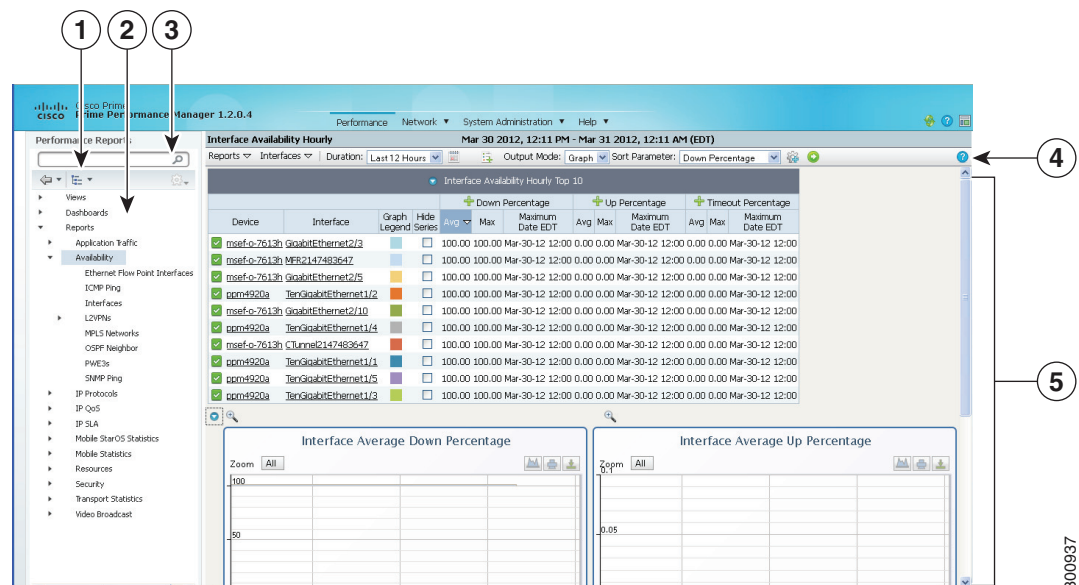 1 2 3
Cisco Prime
CISCO Prime Performance Manager 1.2.0.4
Performance Network System Administration Help
Performance Reports
Interface Availability Hourly Mar 30 2012, 12:11 PM - Mar 31 2012, 12:11 AM (EDT)
Reports Interfaces Duration: Last 12 Hours Output Mode: Graph Sort Parameter: Down Percentage
4
Views
Dashboards
Reports
Application Traffic
Availability
Ethernet Flow Point Interfaces
ICMP Ping
Interfaces
L2VPNs
MPLS Networks
OSPF Neighbor
PWE3s
SNMP Ping
IP Protocols
IP QoS
IP SLA
Mobile StarOS Statistics
Mobile Statistics
Resources
Security
Transport Statistics
Video Broadcast
Interface Availability Hourly Top 10
Down Percentage Up Percentage Timeout Percentage
Device Interface Graph Legend Hide Series Avg Max Maximum Date EDT Avg Max Maximum Date EDT Avg Max Maximum Date EDT
msef-o-7613h GigabitEthernet2/3 100.00 100.00 Mar-30-12 12:00 0.00 0.00 Mar-30-12 12:00 0.00 0.00 Mar-30-12 12:00
msef-o-7613h MFR2147483647 100.00 100.00 Mar-30-12 12:00 0.00 0.00 Mar-30-12 12:00 0.00 0.00 Mar-30-12 12:00
msef-o-7613h GigabitEthernet2/5 100.00 100.00 Mar-30-12 12:00 0.00 0.00 Mar-30-12 12:00 0.00 0.00 Mar-30-12 12:00
ppm4920a TenGigabitEthernet1/2 100.00 100.00 Mar-30-12 12:00 0.00 0.00 Mar-30-12 12:00 0.00 0.00 Mar-30-12 12:00
msef-o-7613h GigabitEthernet2/10 100.00 100.00 Mar-30-12 12:00 0.00 0.00 Mar-30-12 12:00 0.00 0.00 Mar-30-12 12:00
ppm4920a TenGigabitEthernet1/4 100.00 100.00 Mar-30-12 12:00 0.00 0.00 Mar-30-12 12:00 0.00 0.00 Mar-30-12 12:00
msef-o-7613h CTunnel2147483647 100.00 100.00 Mar-30-12 12:00 0.00 0.00 Mar-30-12 12:00 0.00 0.00 Mar-30-12 12:00
ppm4920a TenGigabitEthernet1/1 100.00 100.00 Mar-30-12 12:00 0.00 0.00 Mar-30-12 12:00 0.00 0.00 Mar-30-12 12:00
ppm4920a TenGigabitEthernet1/5 100.00 100.00 Mar-30-12 12:00 0.00 0.00 Mar-30-12 12:00 0.00 0.00 Mar-30-12 12:00
ppm4920a TenGigabitEthernet1/3 100.00 100.00 Mar-30-12 12:00 0.00 0.00 Mar-30-12 12:00 0.00 0.00 Mar-30-12 12:00
5
Interface Average Down Percentage
Zoom All
100
50
Interface Average Up Percentage
Zoom All
0.1
0.05